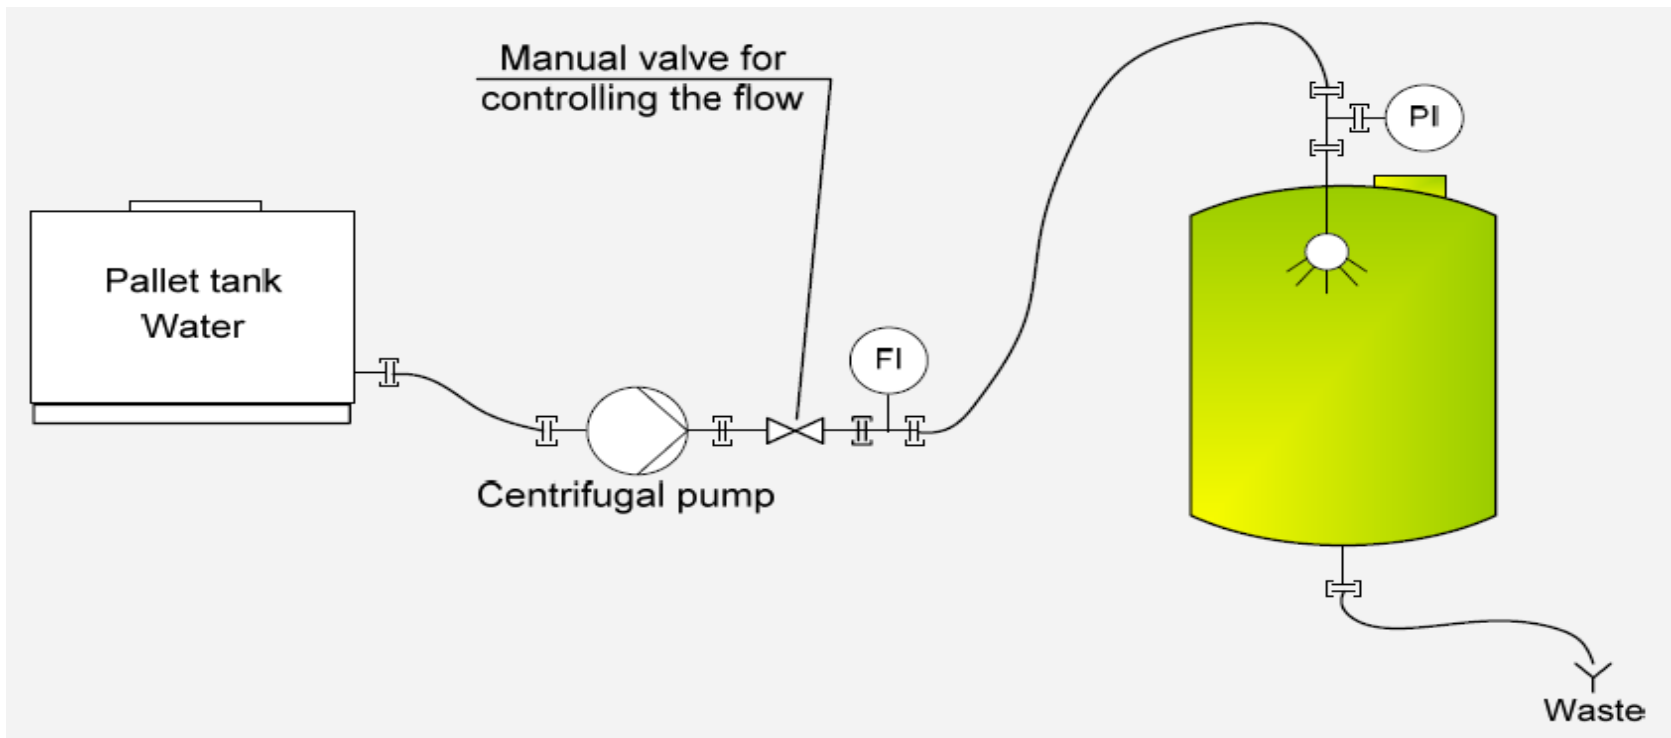 Manual valve for
controlling the flow
PI
Pallet tank
Water
FI
Centrifugal pump
Waste